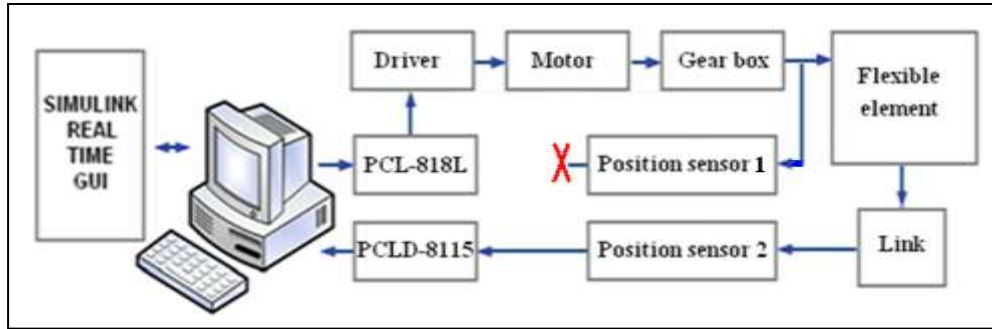 Driver
Motor
Gear box
Flexible
element
SIMULINK
REAL
TIME
GUI
PCL-818L
X
Position sensor 1
PCLD-8115
Position sensor 2
Link